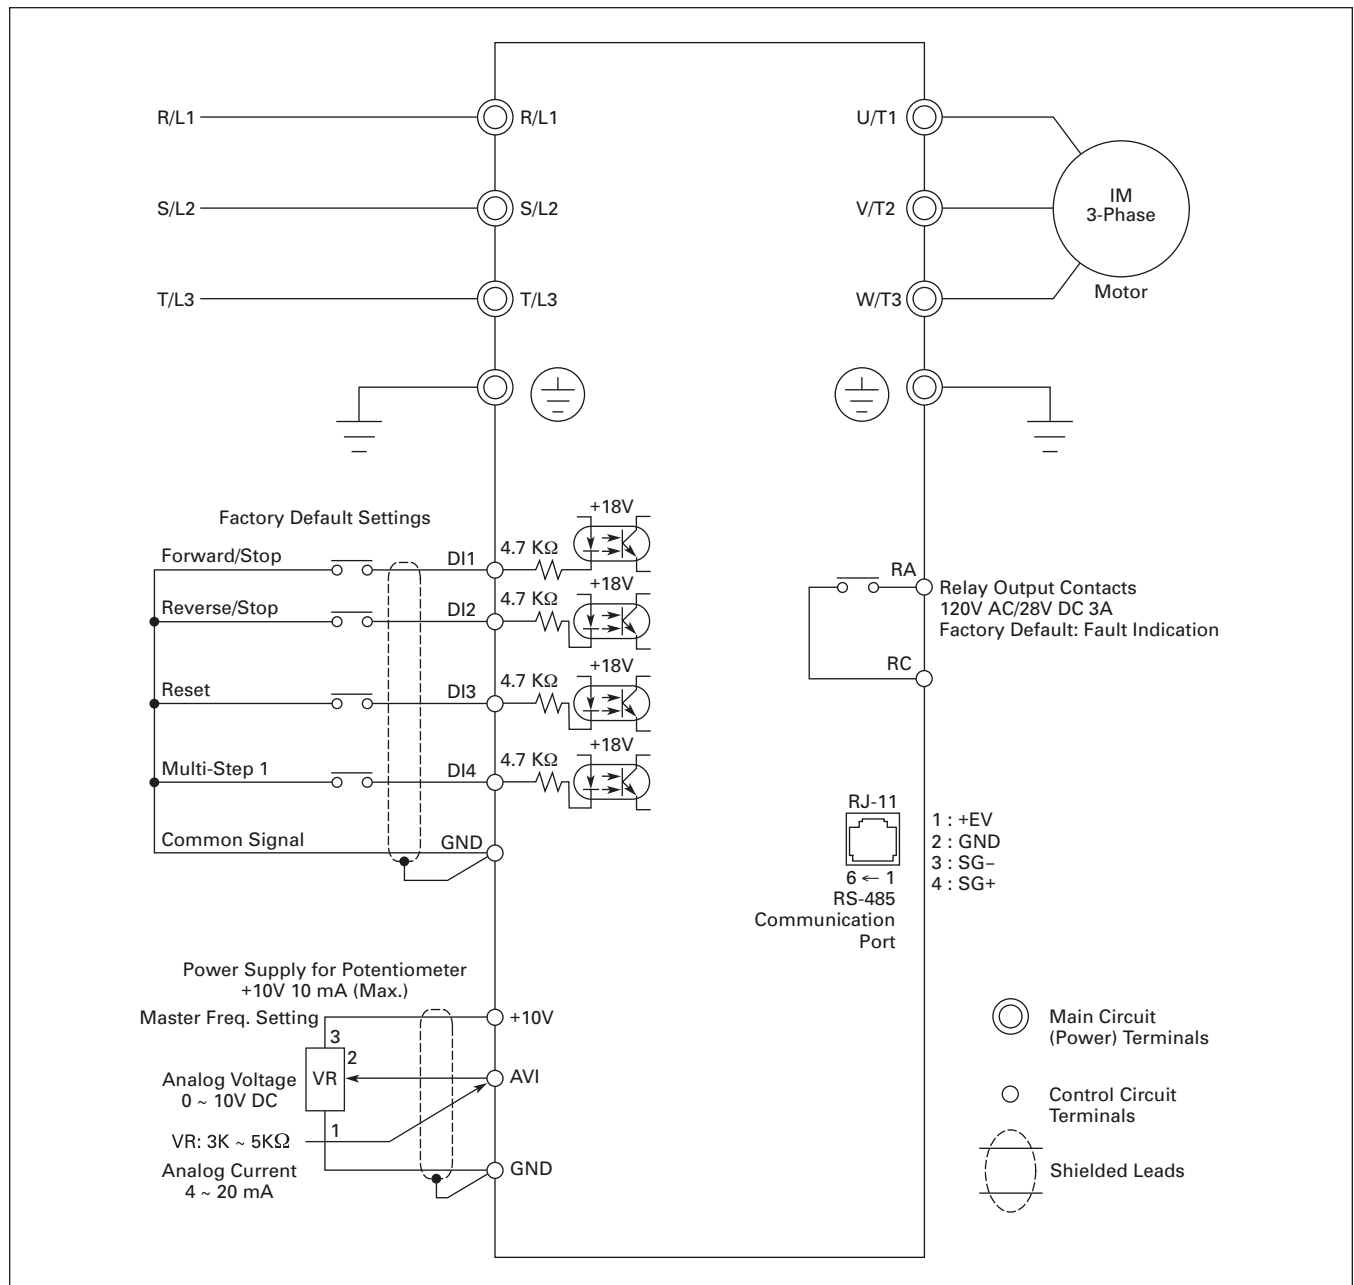 R/L1
R/L1
U/T1
S/L2
S/L2
V/T2
IM
3-Phase
T/L3
T/L3
W/T3
Motor
Factory Default Settings
+18V
Forward/Stop
DI1
4.7 KΩ
+18V
Reverse/Stop
DI2
4.7 KΩ
+18V
Reset
DI3
4.7 KΩ
+18V
Multi-Step 1
DI4
4.7 KΩ
Common Signal
GND
RA
Relay Output Contacts
120V AC/28V DC 3A
Factory Default: Fault Indication
RC
RJ-11
6 ← 1
RS-485
Communication
Port
1 : +EV
2 : GND
3 : SG–
4 : SG+
Power Supply for Potentiometer
+10V 10 mA (Max.)
Master Freq. Setting
+10V
3
2
VR
Analog Voltage
0 ~ 10V DC
AVI
1
VR: 3K ~ 5KΩ
Analog Current
4 ~ 20 mA
GND
Main Circuit
(Power) Terminals
Control Circuit
Terminals
Shielded Leads